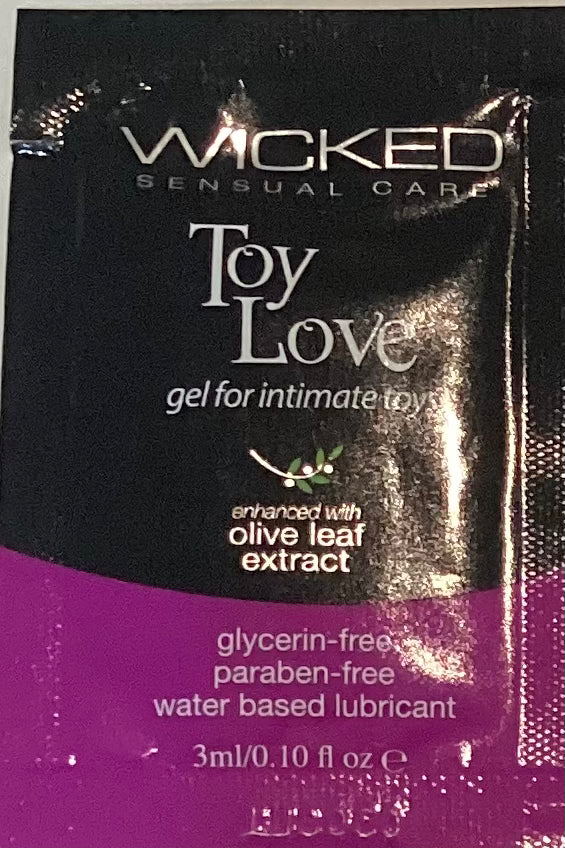 WICKED
SENSUAL CARE
Toy
Love
gel for intimate toys
enhanced with
olive leaf
extract
glycerin-free
paraben-free
water based lubricant
3ml/0.10 fl oz ℮